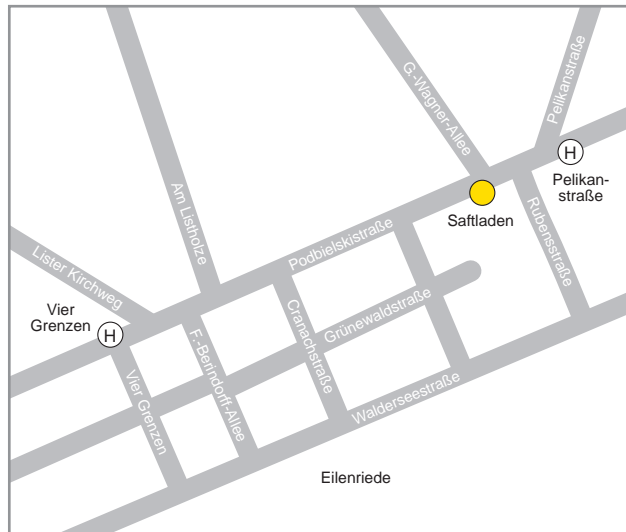 G.-Wagner-Allee
Pelikanstraße
H
Pelikan-
straße
Am Listholze
Saftladen
Rubensstraße
Podbielskistraße
Lister Kirchweg
Vier
Grenzen
H
Cranachstraße
Grünewaldstraße
F.-Berindorff-Allee
Vier Grenzen
Walderseestraße
Eilenriede